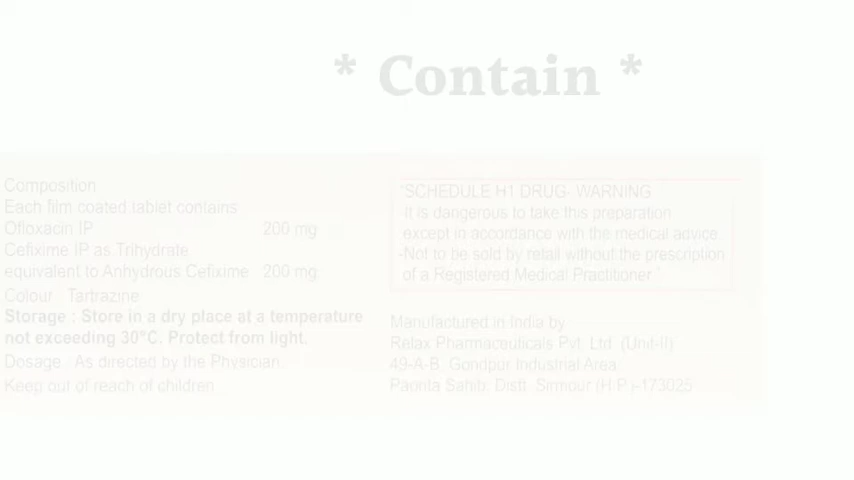 * Contain *
Composition
Each film coated tablet contains
Ofloxacin IP 200 mg
Cefixime IP as Trihydrate
equivalent to Anhydrous Cefixime 200 mg
Colour : Tartrazine
Storage : Store in a dry place at a temperature
not exceeding 30°C. Protect from light.
Dosage : As directed by the Physician
Keep out of reach of children
"SCHEDULE H1 DRUG- WARNING
-It is dangerous to take this preparation
except in accordance with the medical advice
-Not to be sold by retail without the prescription
of a Registered Medical Practitioner."
Manufactured in India by
Relax Pharmaceuticals Pvt. Ltd. (Unit-II)
49-A-B, Gondpur Industrial Area,
Paonta Sahib, Distt. Sirmour (H.P.)-173025